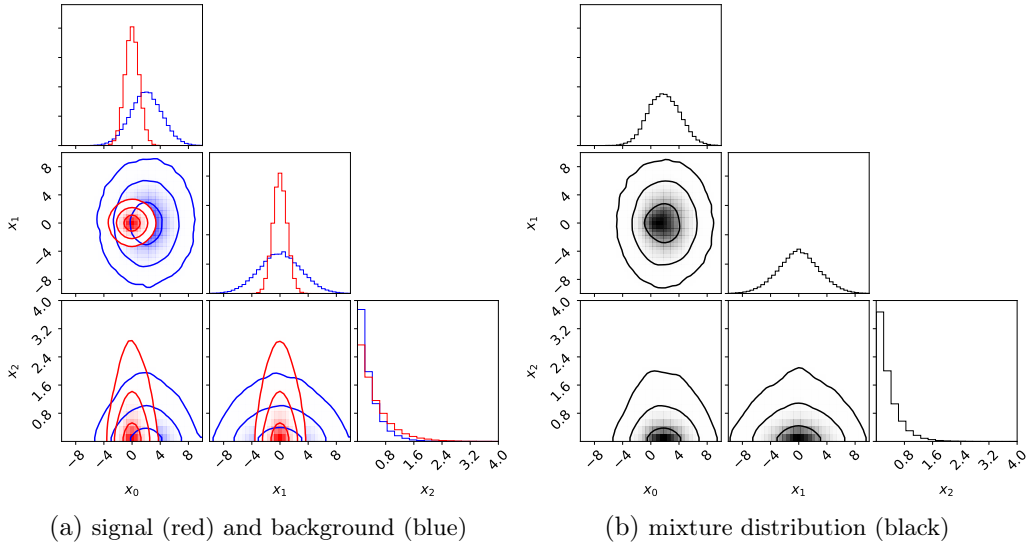 8
4
0
−4
−8
x₁
8
4
0
−4
−8
x₁
4.0
3.2
2.4
1.6
0.8
x₂
4.0
3.2
2.4
1.6
0.8
x₂
−8 −4 0 4 8 −8 −4 0 4 8 0.8 1.6 2.4 3.2 4.0 −8 −4 0 4 8 −8 −4 0 4 8 0.8 1.6 2.4 3.2 4.0
x₀ x₁ x₂ x₀ x₁ x₂
(a) signal (red) and background (blue) (b) mixture distribution (black)